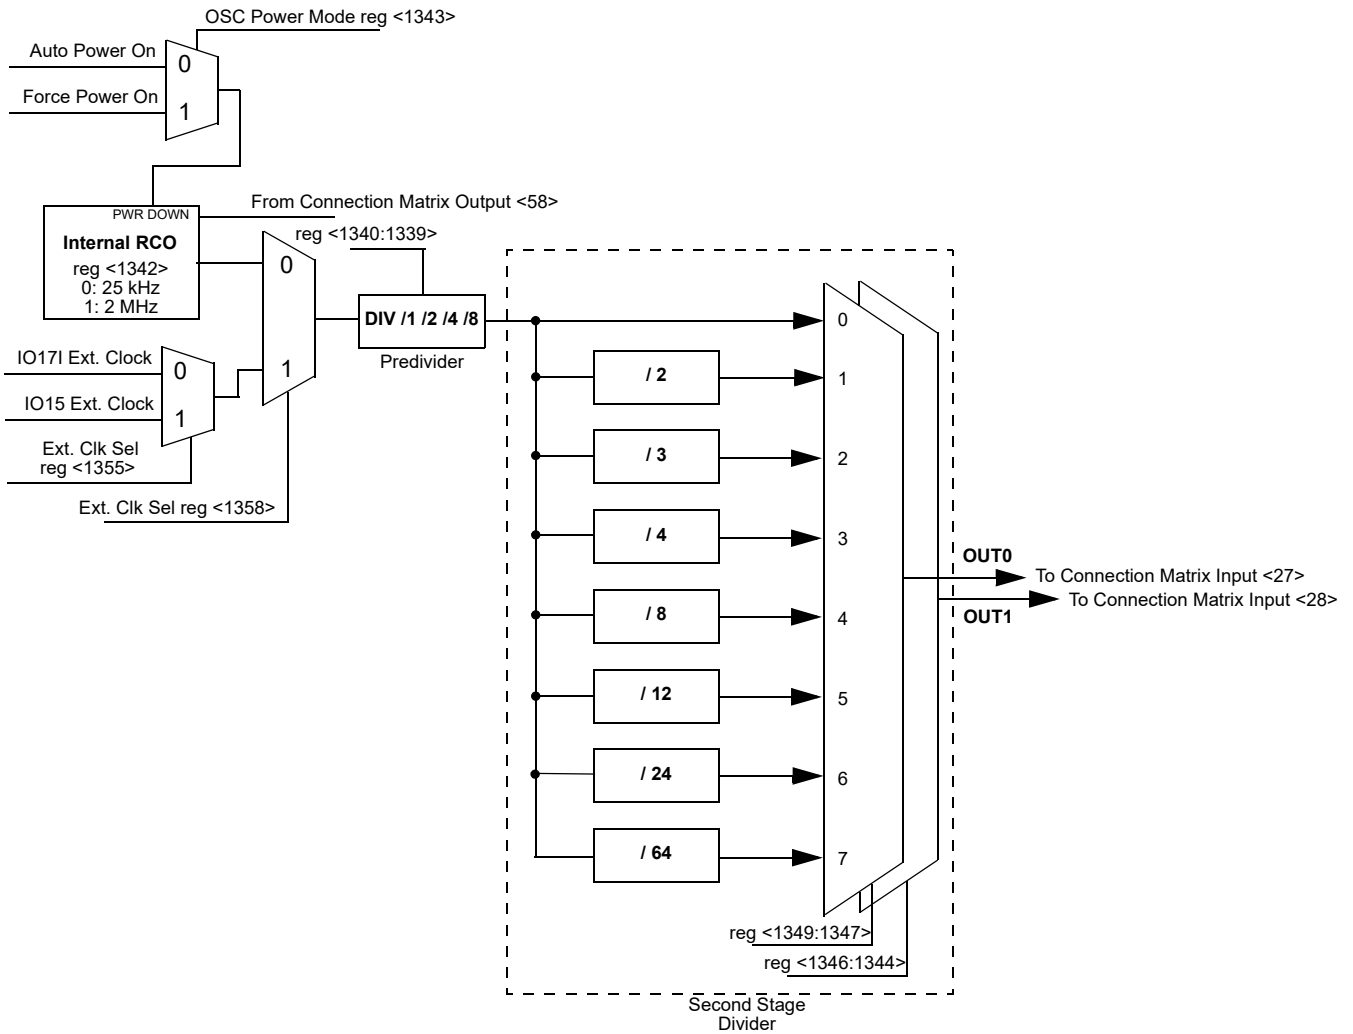 OSC Power Mode reg <1343>
Auto Power On
0
Force Power On
1
From Connection Matrix Output <58>
PWR DOWN
Internal RCO
reg <1342>
0: 25 kHz
1: 2 MHz
reg <1340:1339>
0
1
DIV /1 /2 /4 /8
Predivider
IO17I Ext. Clock
0
IO15 Ext. Clock
1
Ext. Clk Sel
reg <1355>
Ext. Clk Sel reg <1358>
0
/ 2
1
/ 3
2
/ 4
3
/ 8
4
/ 12
5
/ 24
6
/ 64
7
OUT0
To Connection Matrix Input <27>
To Connection Matrix Input <28>
OUT1
reg <1349:1347>
reg <1346:1344>
Second Stage
Divider